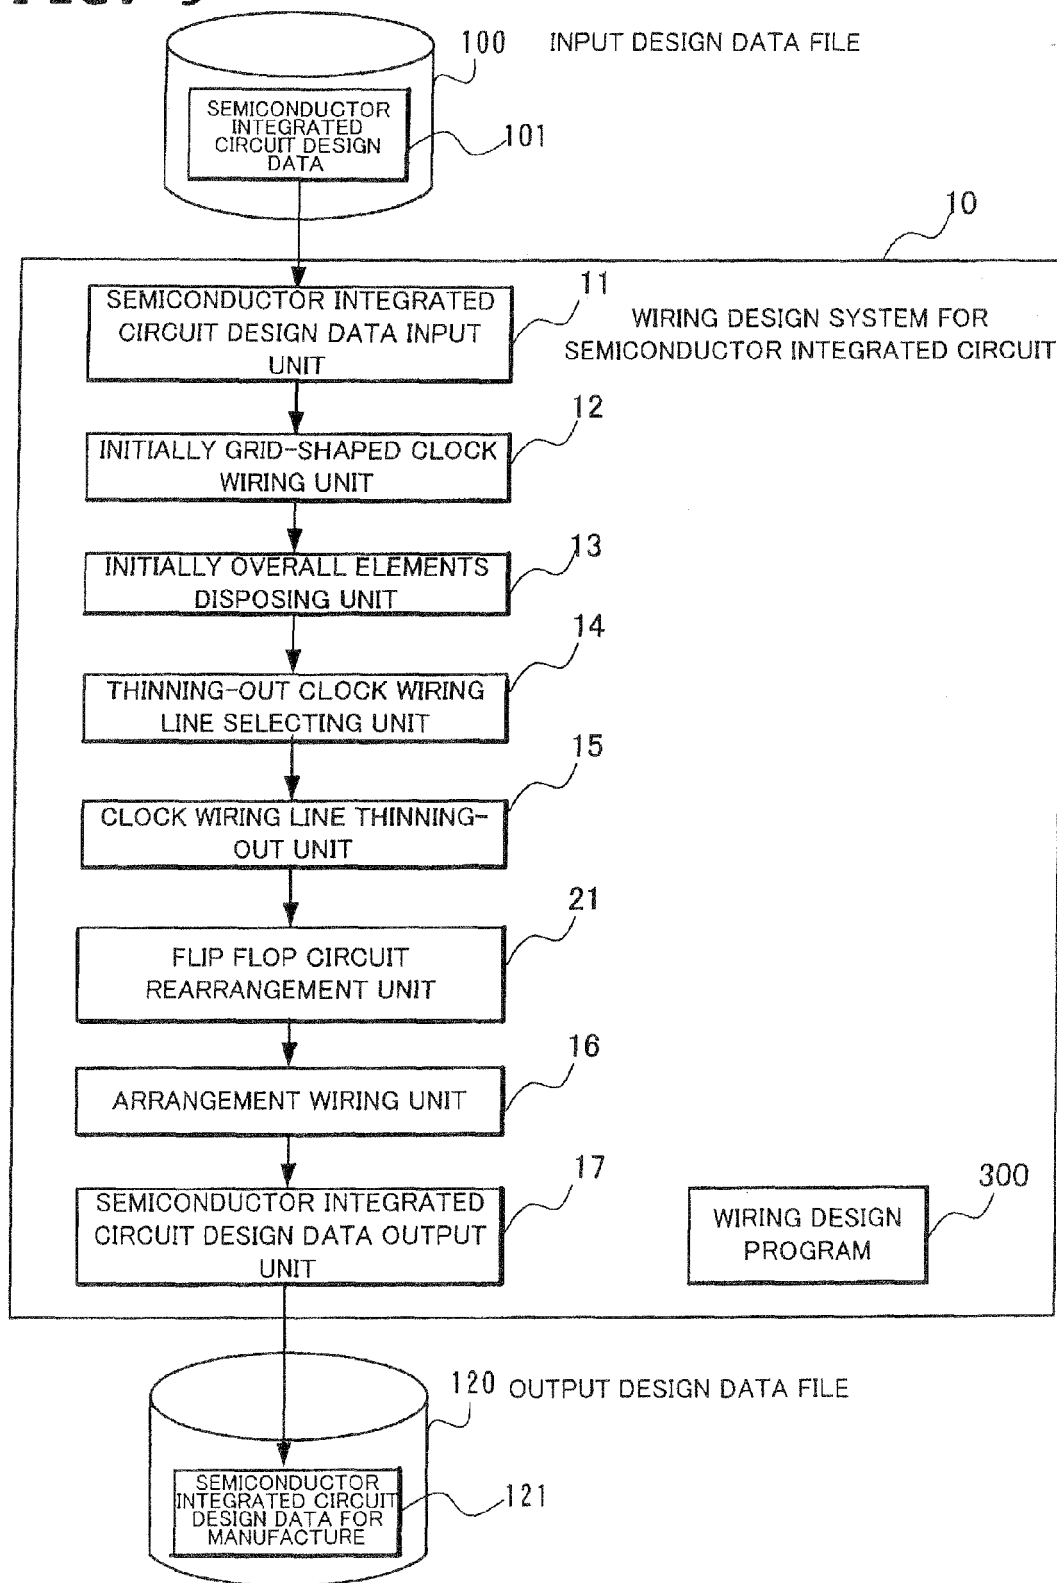 100 INPUT DESIGN DATA FILE
SEMICONDUCTOR
INTEGRATED
CIRCUIT DESIGN
DATA
101
10
WIRING DESIGN SYSTEM FOR
SEMICONDUCTOR INTEGRATED CIRCUIT
11
SEMICONDUCTOR INTEGRATED
CIRCUIT DESIGN DATA INPUT
UNIT
12
INITIALLY GRID-SHAPED CLOCK
WIRING UNIT
13
INITIALLY OVERALL ELEMENTS
DISPOSING UNIT
14
THINNING-OUT CLOCK WIRING
LINE SELECTING UNIT
15
CLOCK WIRING LINE THINNING-
OUT UNIT
21
FLIP FLOP CIRCUIT
REARRANGEMENT UNIT
16
ARRANGEMENT WIRING UNIT
17
SEMICONDUCTOR INTEGRATED
CIRCUIT DESIGN DATA OUTPUT
UNIT
300
WIRING DESIGN
PROGRAM
120 OUTPUT DESIGN DATA FILE
SEMICONDUCTOR
INTEGRATED CIRCUIT
DESIGN DATA FOR
MANUFACTURE
121